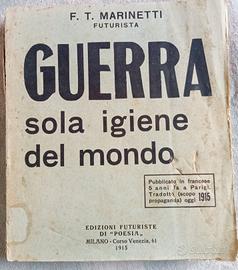 F. T. MARINETTI
FUTURISTA
GUERRA
sola igiene
del mondo
Pubblicato in francese
5 anni fa a Parigi.
Tradotto (scopo
propaganda) oggi 1915
EDIZIONI FUTURISTE
DI "POESIA"
MILANO - Corso Venezia, 61
1915